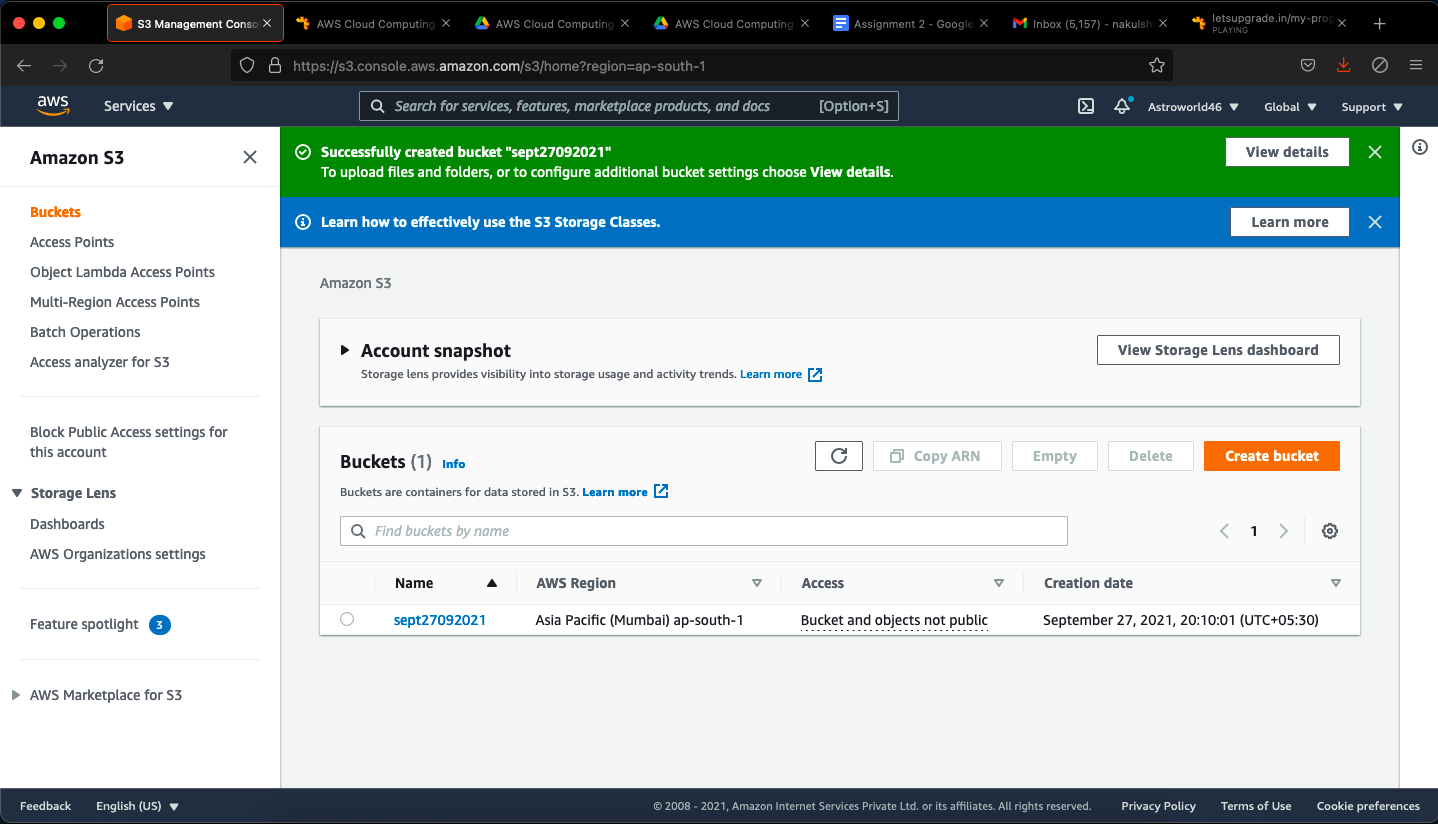 S3 Management Conso
AWS Cloud Computing
AWS Cloud Computing
AWS Cloud Computing
Assignment 2 - Google
Inbox (5,157) - nakulsh
letsupgrade.in/my-prog
PLAYING
https://s3.console.aws.amazon.com/s3/home?region=ap-south-1
aws
Services
Search for services, features, marketplace products, and docs
[Option+S]
Astroworld46
Global
Support
Amazon S3
Buckets
Access Points
Object Lambda Access Points
Multi-Region Access Points
Batch Operations
Access analyzer for S3
Block Public Access settings for
this account
Storage Lens
Dashboards
AWS Organizations settings
Feature spotlight 3
AWS Marketplace for S3
Successfully created bucket "sept27092021"
To upload files and folders, or to configure additional bucket settings choose View details.
View details
Learn how to effectively use the S3 Storage Classes.
Learn more
Amazon S3
Account snapshot
Storage lens provides visibility into storage usage and activity trends. Learn more
View Storage Lens dashboard
Buckets (1) Info
Copy ARN
Empty
Delete
Create bucket
Buckets are containers for data stored in S3. Learn more
Find buckets by name
1
Name
AWS Region
Access
Creation date
sept27092021
Asia Pacific (Mumbai) ap-south-1
Bucket and objects not public
September 27, 2021, 20:10:01 (UTC+05:30)
Feedback
English (US)
© 2008 - 2021, Amazon Internet Services Private Ltd. or its affiliates. All rights reserved.
Privacy Policy
Terms of Use
Cookie preferences